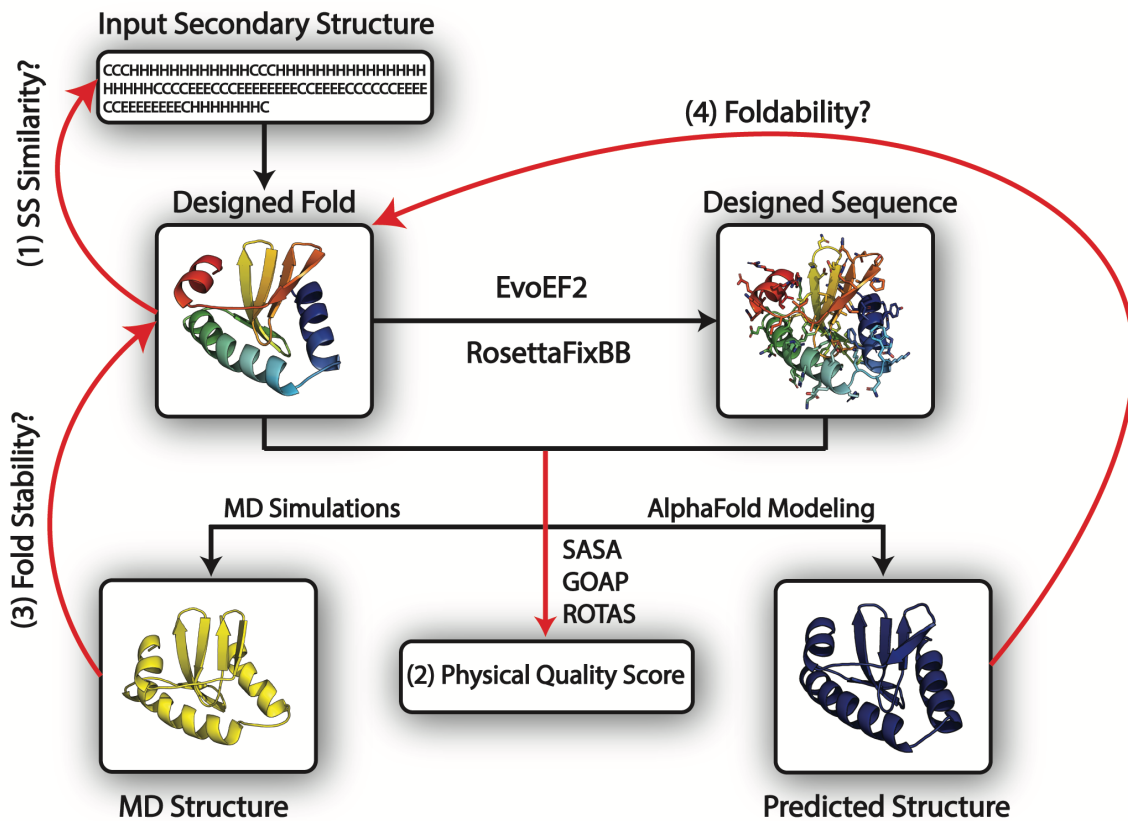 Input Secondary Structure
CCCHHHHHHHHHHHHHCCCHHHHHHHHHHHHHHHH
HHHHHCCCCEEECCCEEEEEEEEECCEEEECCCCCCEEEE
CCEEEEEEEEECHHHHHHHC
(1) SS Similarity?
(4) Foldability?
Designed Fold
Designed Sequence
EvoEF2
RosettaFixBB
(3) Fold Stability?
MD Simulations
AlphaFold Modeling
SASA
GOAP
ROTAS
(2) Physical Quality Score
MD Structure
Predicted Structure